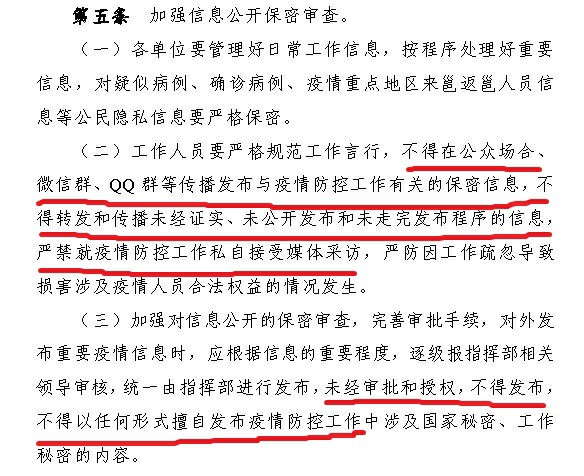 第五条 加强信息公开保密审查。
（一）各单位要管理好日常工作信息，按程序处理好重要
信息，对疑似病例、确诊病例、疫情重点地区来邕返邕人员信
息等公民隐私信息要严格保密。
（二）工作人员要严格规范工作言行，不得在公众场合、
微信群、QQ 群等传播发布与疫情防控工作有关的保密信息，不
得转发和传播未经证实、未公开发布和未走完发布程序的信息，
严禁就疫情防控工作私自接受媒体采访，严防因工作疏忽导致
损害涉及疫情人员合法权益的情况发生。
（三）加强对信息公开的保密审查，完善审批手续，对外发
布重要疫情信息时，应根据信息的重要程度，逐级报指挥部相关
领导审核，统一由指挥部进行发布，未经审批和授权，不得发布，
不得以任何形式擅自发布疫情防控工作中涉及国家秘密、工作
秘密的内容。